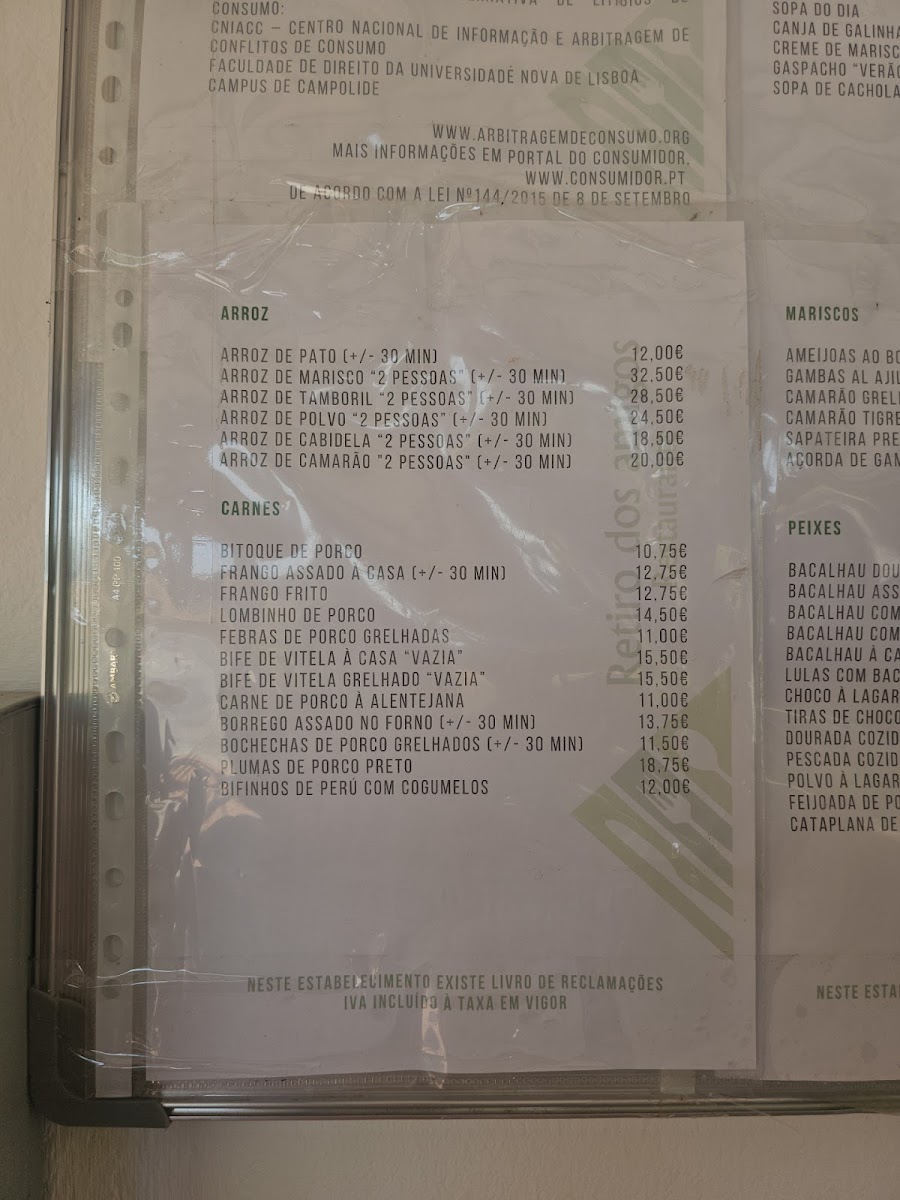 CONSUMO:
CNIACC – CENTRO NACIONAL DE INFORMAÇÃO E ARBITRAGEM DE
CONFLITOS DE CONSUMO
FACULDADE DE DIREITO DA UNIVERSIDADE NOVA DE LISBOA
CAMPUS DE CAMPOLIDE
WWW.ARBITRAGEMDECONSUMO.ORG
MAIS INFORMAÇÕES EM PORTAL DO CONSUMIDOR,
WWW.CONSUMIDOR.PT
DE ACORDO COM A LEI Nº144/2015 DE 8 DE SETEMBRO
SOPA DO DIA
CANJA DE GALINHA
CREME DE MARISC
GASPACHO “VERÃO
SOPA DE CACHOLA
ARROZ
ARROZ DE PATO (+/- 30 MIN) 12,00€
ARROZ DE MARISCO “2 PESSOAS” (+/- 30 MIN) 32,50€
ARROZ DE TAMBORIL “2 PESSOAS” (+/- 30 MIN) 28,50€
ARROZ DE POLVO “2 PESSOAS” (+/- 30 MIN) 24,50€
ARROZ DE CABIDELA “2 PESSOAS” (+/- 30 MIN) 18,50€
ARROZ DE CAMARÃO "2 PESSOAS" (+/- 30 MIN) 20,00€
CARNES
BITOQUE DE PORCO 10,75€
FRANGO ASSADO À CASA (+/- 30 MIN) 12,75€
FRANGO FRITO 12,75€
LOMBINHO DE PORCO 14,50€
FEBRAS DE PORCO GRELHADAS 11,00€
BIFE DE VITELA À CASA “VAZIA” 15,50€
BIFE DE VITELA GRELHADO “VAZIA” 15,50€
CARNE DE PORCO À ALENTEJANA 11,00€
BORREGO ASSADO NO FORNO (+/- 30 MIN) 13,75€
BOCHECHAS DE PORCO GRELHADOS (+/- 30 MIN) 11,50€
PLUMAS DE PORCO PRETO 18,75€
BIFINHOS DE PERÚ COM COGUMELOS 12,00€
Retiro dos amigos
NESTE ESTABELECIMENTO EXISTE LIVRO DE RECLAMAÇÕES
IVA INCLUÍDO À TAXA EM VIGOR
AMBAR
MARISCOS
AMEIJOAS AO BO
GAMBAS AL AJIL
CAMARÃO GREL
CAMARÃO TIGRE
SAPATEIRA PRE
AÇORDA DE GAM
PEIXES
BACALHAU DOU
BACALHAU ASS
BACALHAU COM
BACALHAU COM
BACALHAU À CA
LULAS COM BAC
CHOCO À LAGAR
TIRAS DE CHOCO
DOURADA COZID
PESCADA COZID
POLVO À LAGAR
FEIJOADA DE PO
CATAPLANA DE
NESTE ESTA